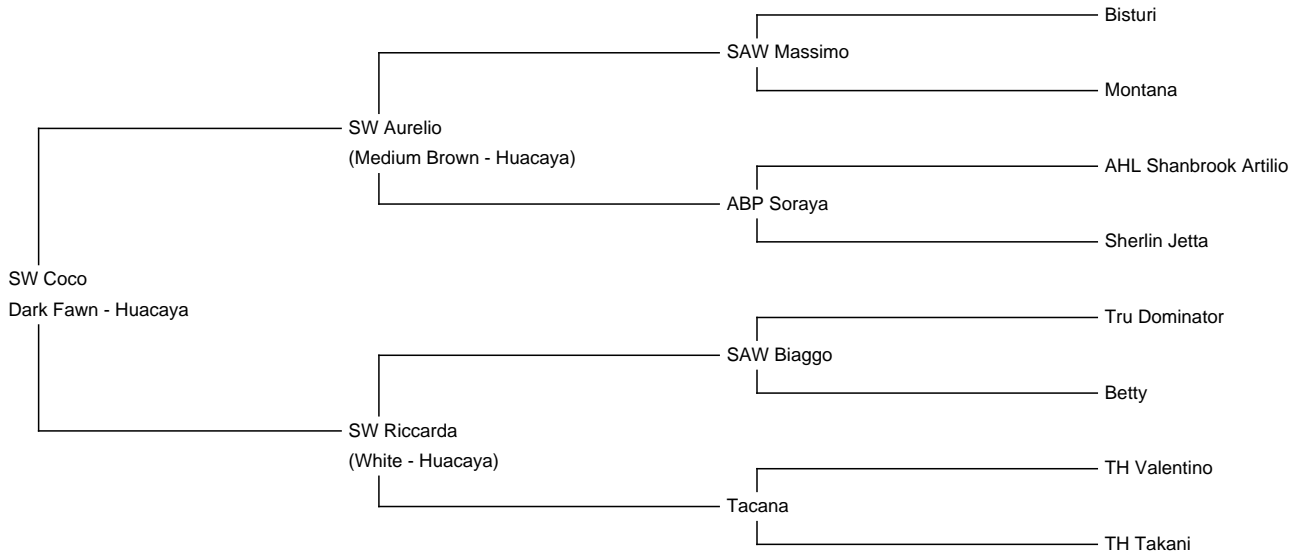 Bisturi
SAW Massimo
Montana
SW Aurelio
(Medium Brown - Huacaya)
AHL Shanbrook Artilio
ABP Soraya
Sherlin Jetta
SW Coco
Dark Fawn - Huacaya
Tru Dominator
SAW Biaggo
Betty
SW Riccarda
(White - Huacaya)
TH Valentino
Tacana
TH Takani